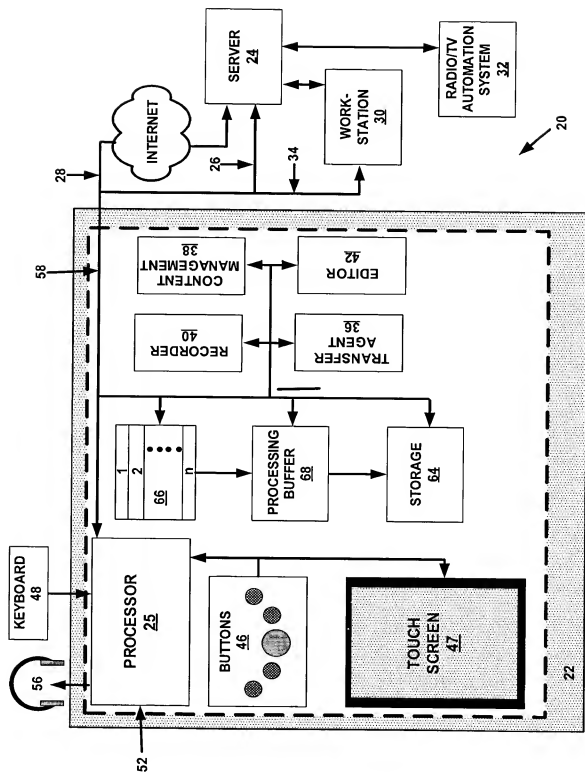 INTERNET
SERVER
24
WORK-
STATION
30
RADIO/TV
AUTOMATION
SYSTEM
32
28
26
34
20
58
CONTENT
MANAGEMENT
38
EDITOR
42
RECORDER
40
TRANSFER
AGENT
36
1
2
66
n
PROCESSING
BUFFER
68
STORAGE
64
KEYBOARD
48
56
PROCESSOR
25
BUTTONS
46
TOUCH
SCREEN
47
52
22